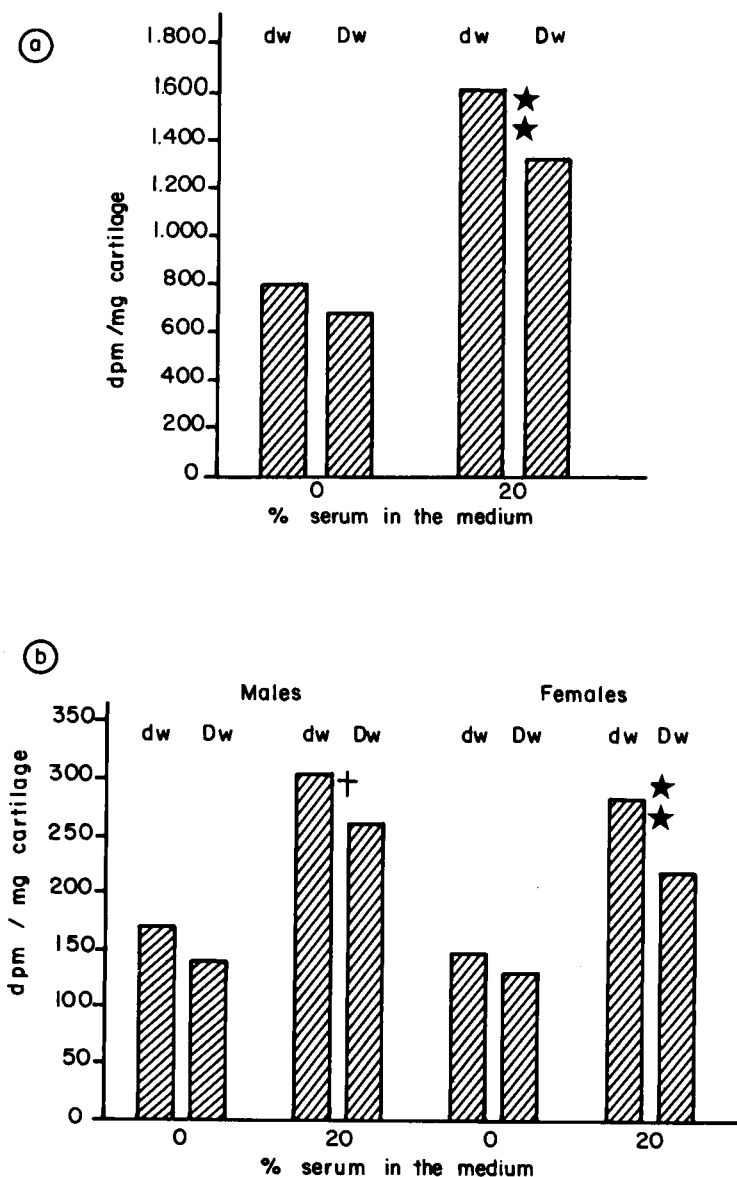 a
1.800
dw Dw dw Dw
1.600
1.400
1.200
1.000
800
600
400
200
0
dpm/mg cartilage
0 20
% serum in the medium
b
Males Females
350
dw Dw dw Dw dw Dw dw Dw
300
†
250
200
150
100
50
0
dpm / mg cartilage
0 20 0 20
% serum in the medium